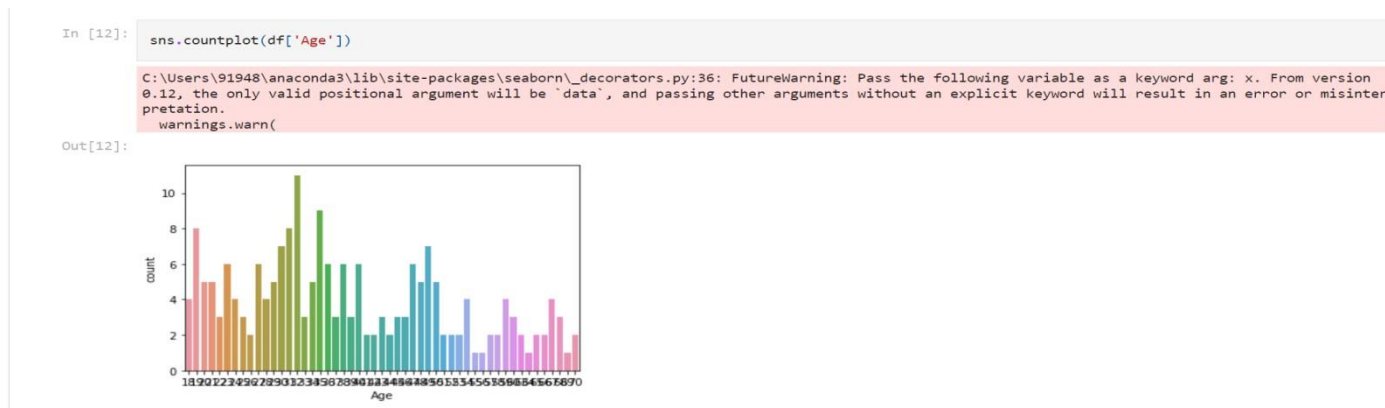 In [12]:
sns.countplot(df['Age'])
C:\Users\91948\anaconda3\lib\site-packages\seaborn\_decorators.py:36: FutureWarning: Pass the following variable as a keyword arg: x. From version
0.12, the only valid positional argument will be `data`, and passing other arguments without an explicit keyword will result in an error or misinter
pretation.
warnings.warn(
Out[12]:
10
8
6
4
2
0
count
Age